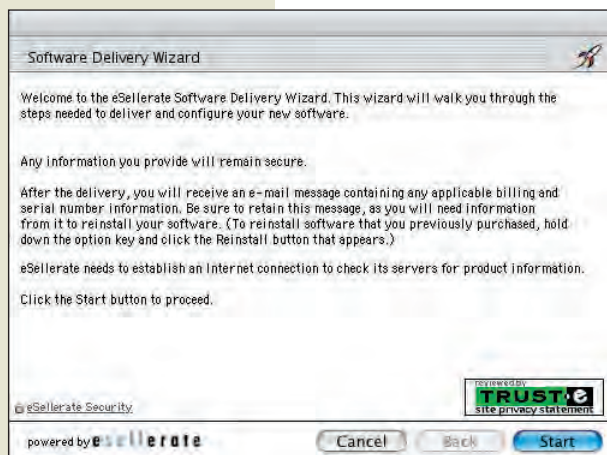 Software Delivery Wizard
Welcome to the eSellerate Software Delivery Wizard. This wizard will walk you through the
steps needed to deliver and configure your new software.
Any information you provide will remain secure.
After the delivery, you will receive an e-mail message containing any applicable billing and
serial number information. Be sure to retain this message, as you will need information
from it to reinstall your software. (To reinstall software that you previously purchased, hold
down the option key and click the Reinstall button that appears.)
eSellerate needs to establish an Internet connection to check its servers for product information.
Click the Start button to proceed.
reviewed by
TRUST-e
site privacy statement
eSellerate Security
powered by esellerate
Cancel Back Start